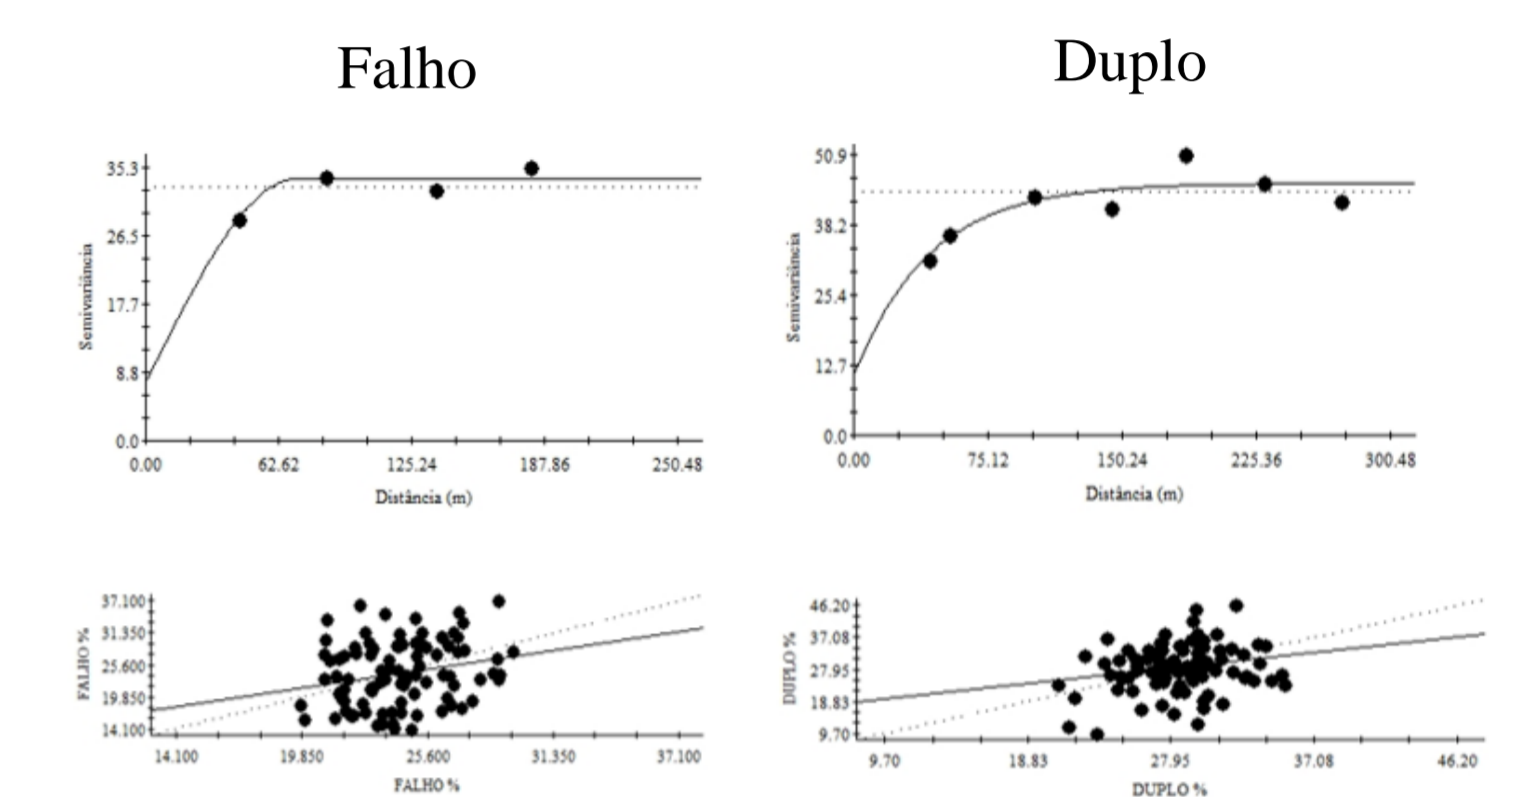 Falho
Duplo
35.3
26.5
17.7
8.8
0.0
Semivariância
0.00 62.62 125.24 187.86 250.48
Distância (m)
50.9
38.2
25.4
12.7
0.0
Semivariância
0.00 75.12 150.24 225.36 300.48
Distância (m)
37.100
31.350
25.600
19.850
14.100
FALHO %
14.100 19.850 25.600 31.350 37.100
FALHO %
46.20
37.08
27.95
18.83
9.70
DUPLO %
9.70 18.83 27.95 37.08 46.20
DUPLO %